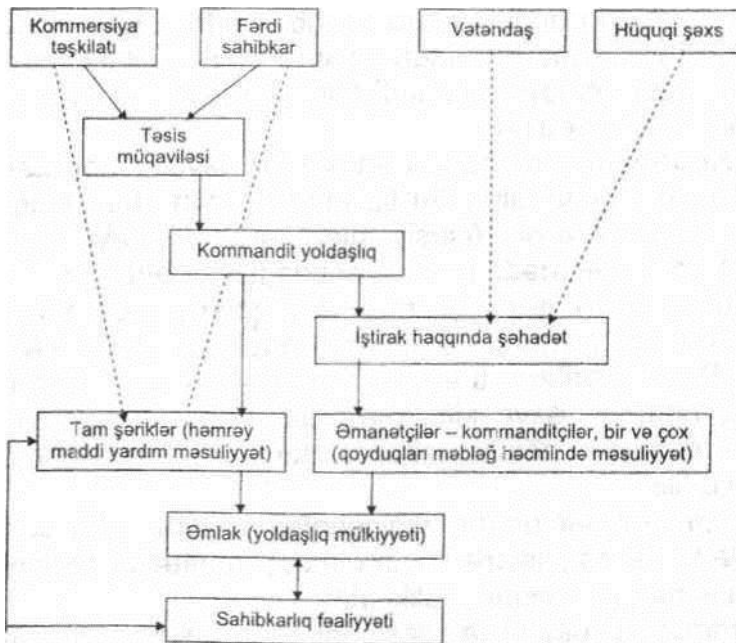 Kommersiya
təşkilatı
Fərdi
sahibkar
Vətəndaş
Hüquqi şəxs
Təsis
müqaviləsi
Kommandit yoldaşlıq
İştirak haqqında şəhadət
Tam şəriklər (həmrəy
maddi yardım məsuliyyət)
Əmanətçilər – kommanditçilər, bir və çox
(qoyduqları məbləğ həcmində məsuliyyət)
Əmlak (yoldaşlıq mülkiyyəti)
Sahibkarlıq fəaliyyəti